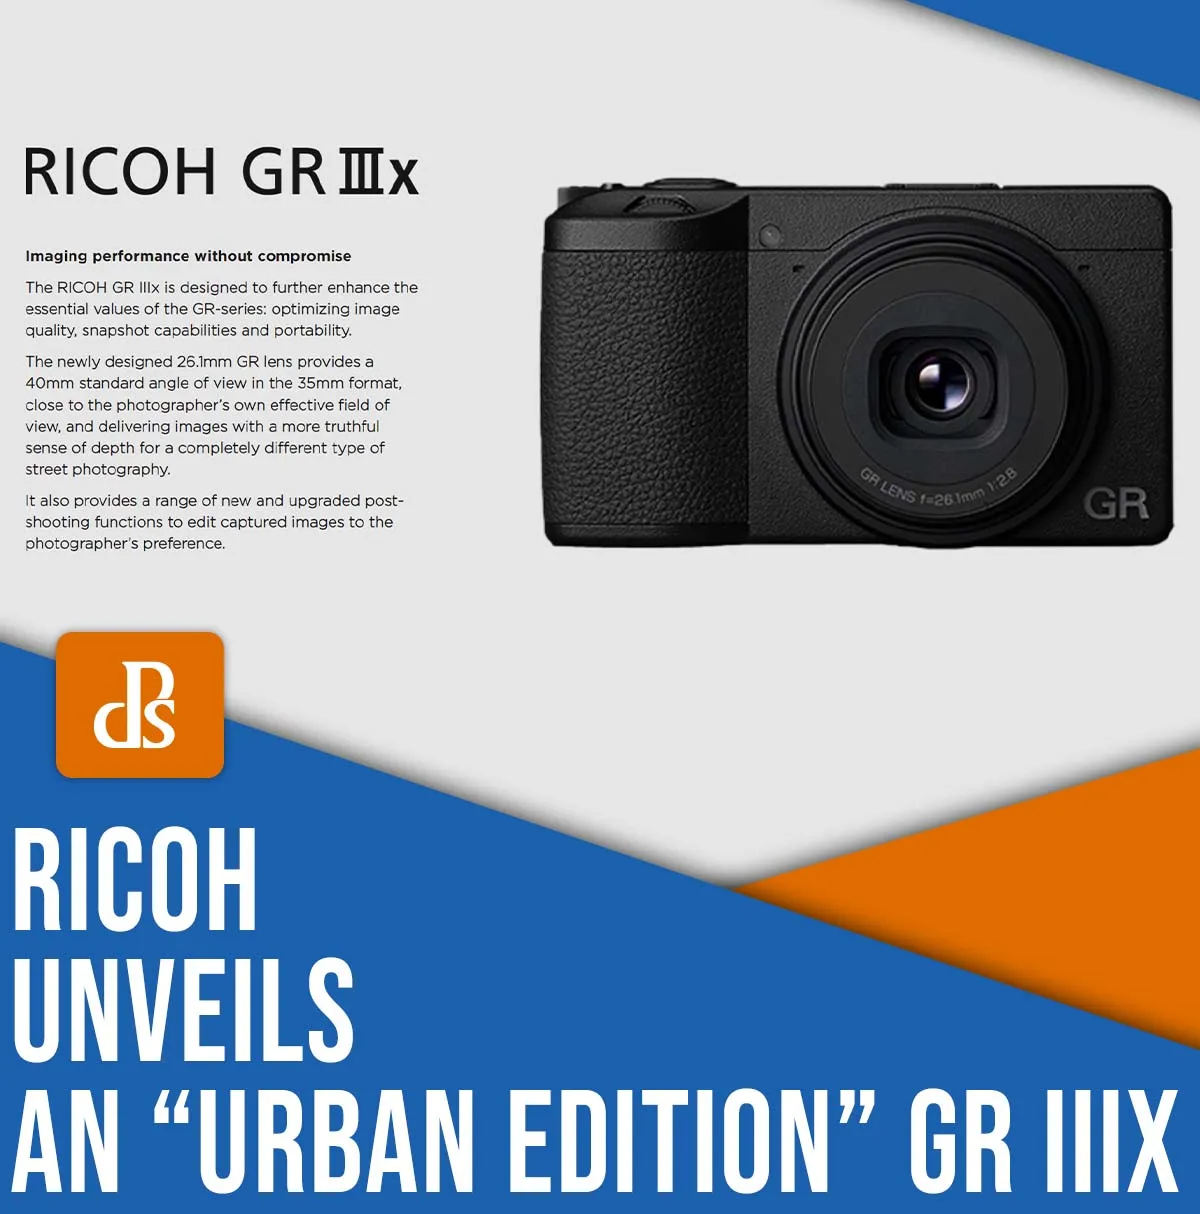 RICOH GR IIIx
Imaging performance without compromise
The RICOH GR IIIx is designed to further enhance the
essential values of the GR-series: optimizing image
quality, snapshot capabilities and portability.
The newly designed 26.1mm GR lens provides a
40mm standard angle of view in the 35mm format,
close to the photographer's own effective field of
view, and delivering images with a more truthful
sense of depth for a completely different type of
street photography.
It also provides a range of new and upgraded post-
shooting functions to edit captured images to the
photographer's preference.
GR LENS f=26.1mm 1:2.8
GR
dPs
RICOH
UNVEILS
AN “URBAN EDITION” GR IIIX